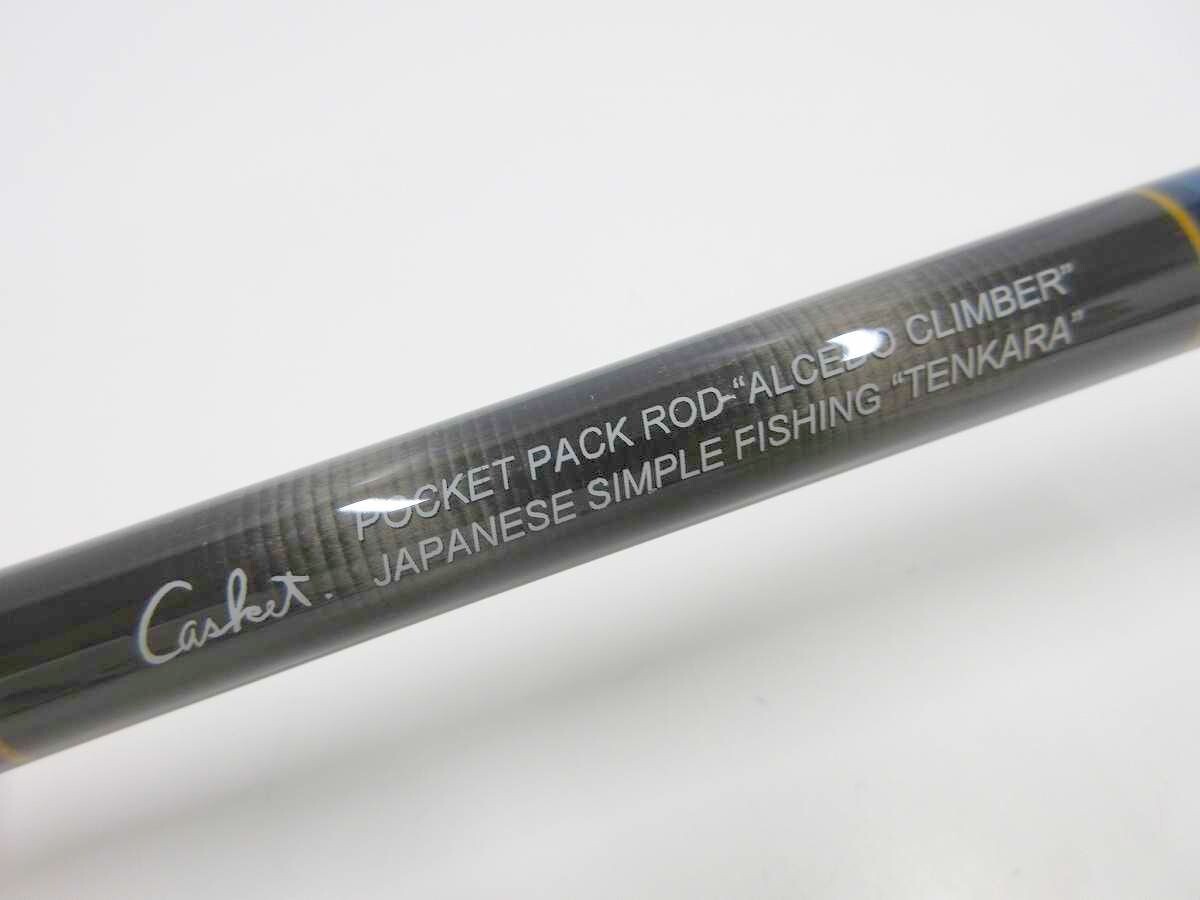 Casket.
POCKET PACK ROD-“ALCEDO CLIMBER”
JAPANESE SIMPLE FISHING “TENKARA”